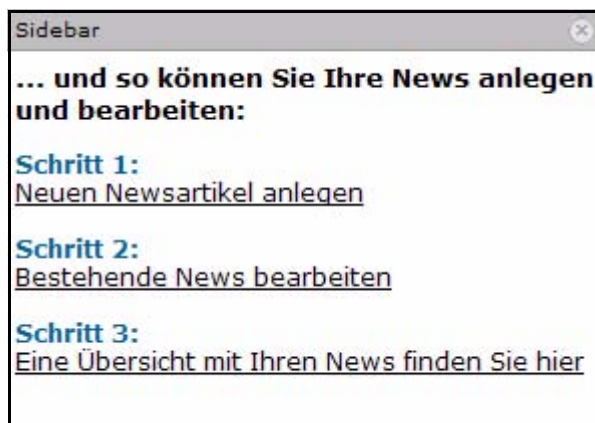 Sidebar
... und so können Sie Ihre News anlegen
und bearbeiten:
Schritt 1:
Neuen Newsartikel anlegen
Schritt 2:
Bestehende News bearbeiten
Schritt 3:
Eine Übersicht mit Ihren News finden Sie hier